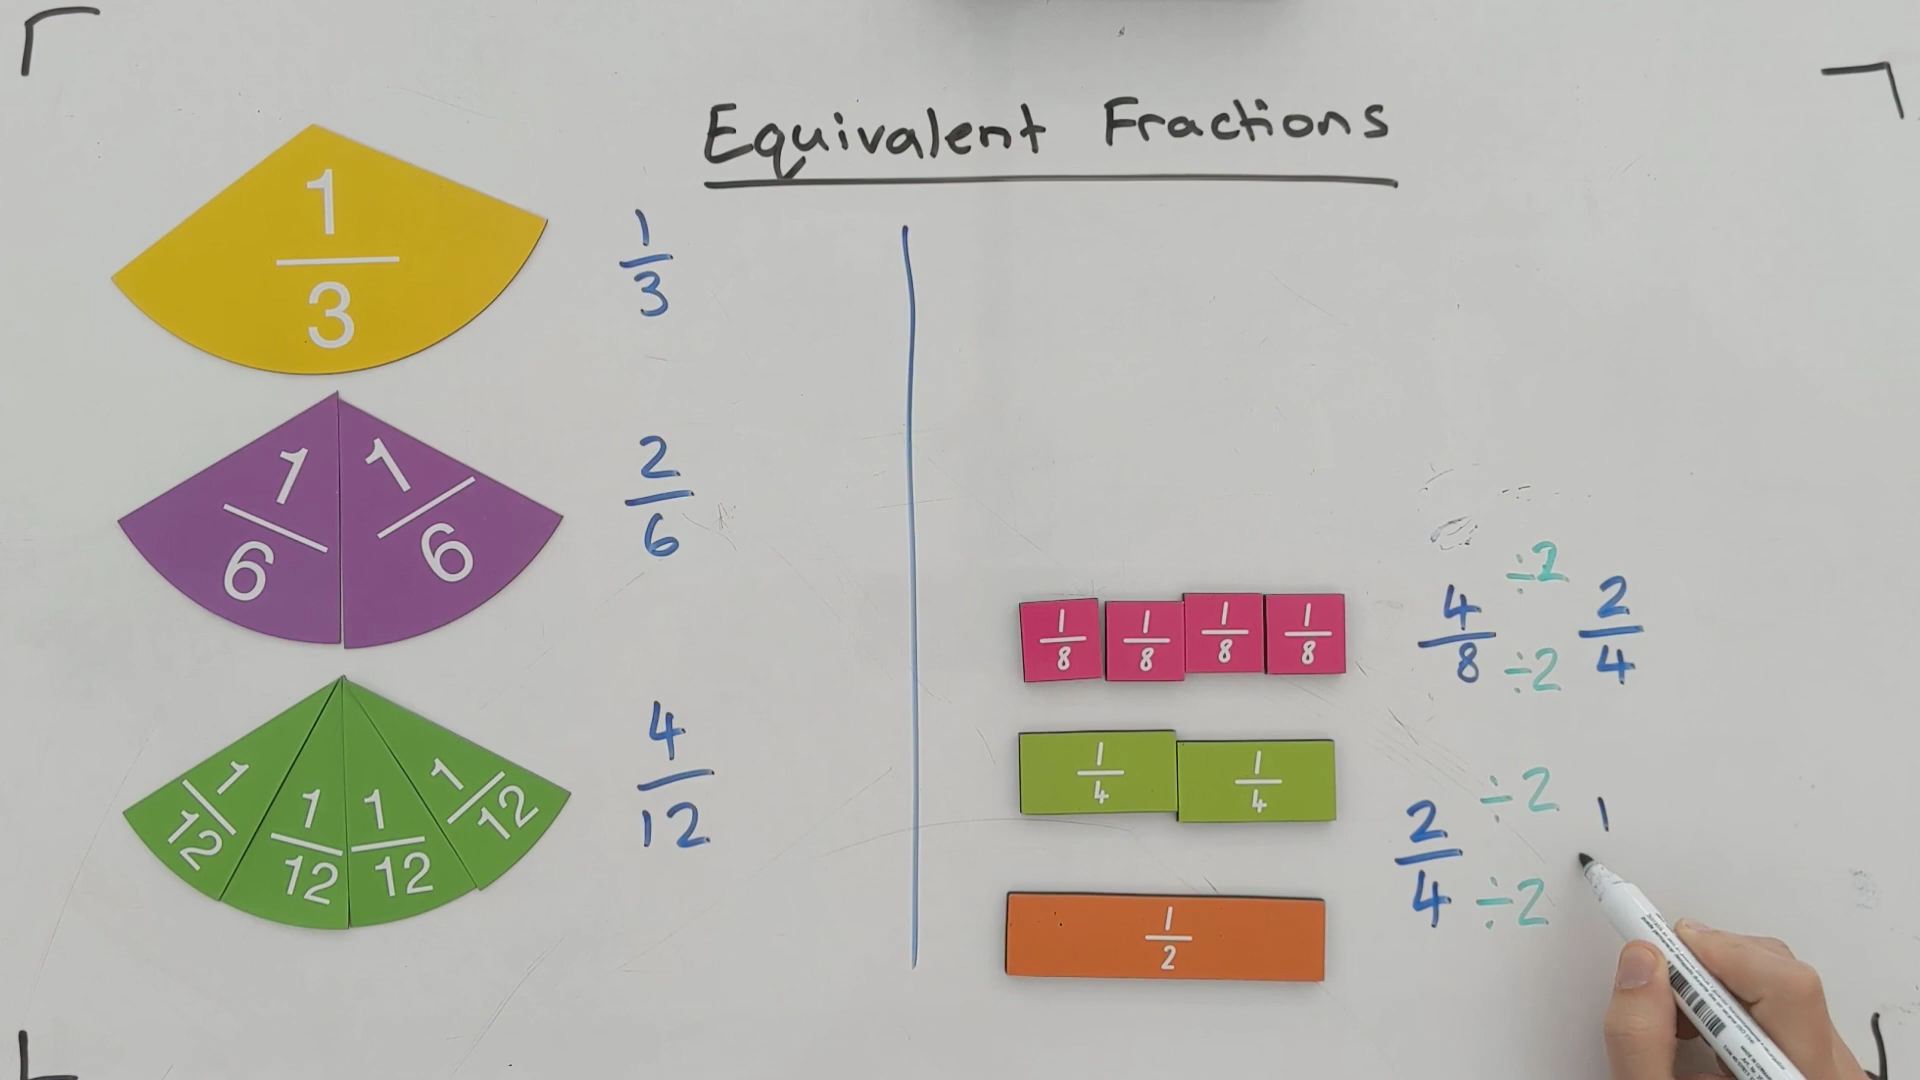 Equivalent Fractions
1
3
1
3
1 1
6 6
2
6
1 1 1 1
12 12 12 12
4
12
1 1 1 1
8 8 8 8
4 ÷2 2
8 ÷2 4
1 1
4 4
2 ÷2 1
4 ÷2
1
2